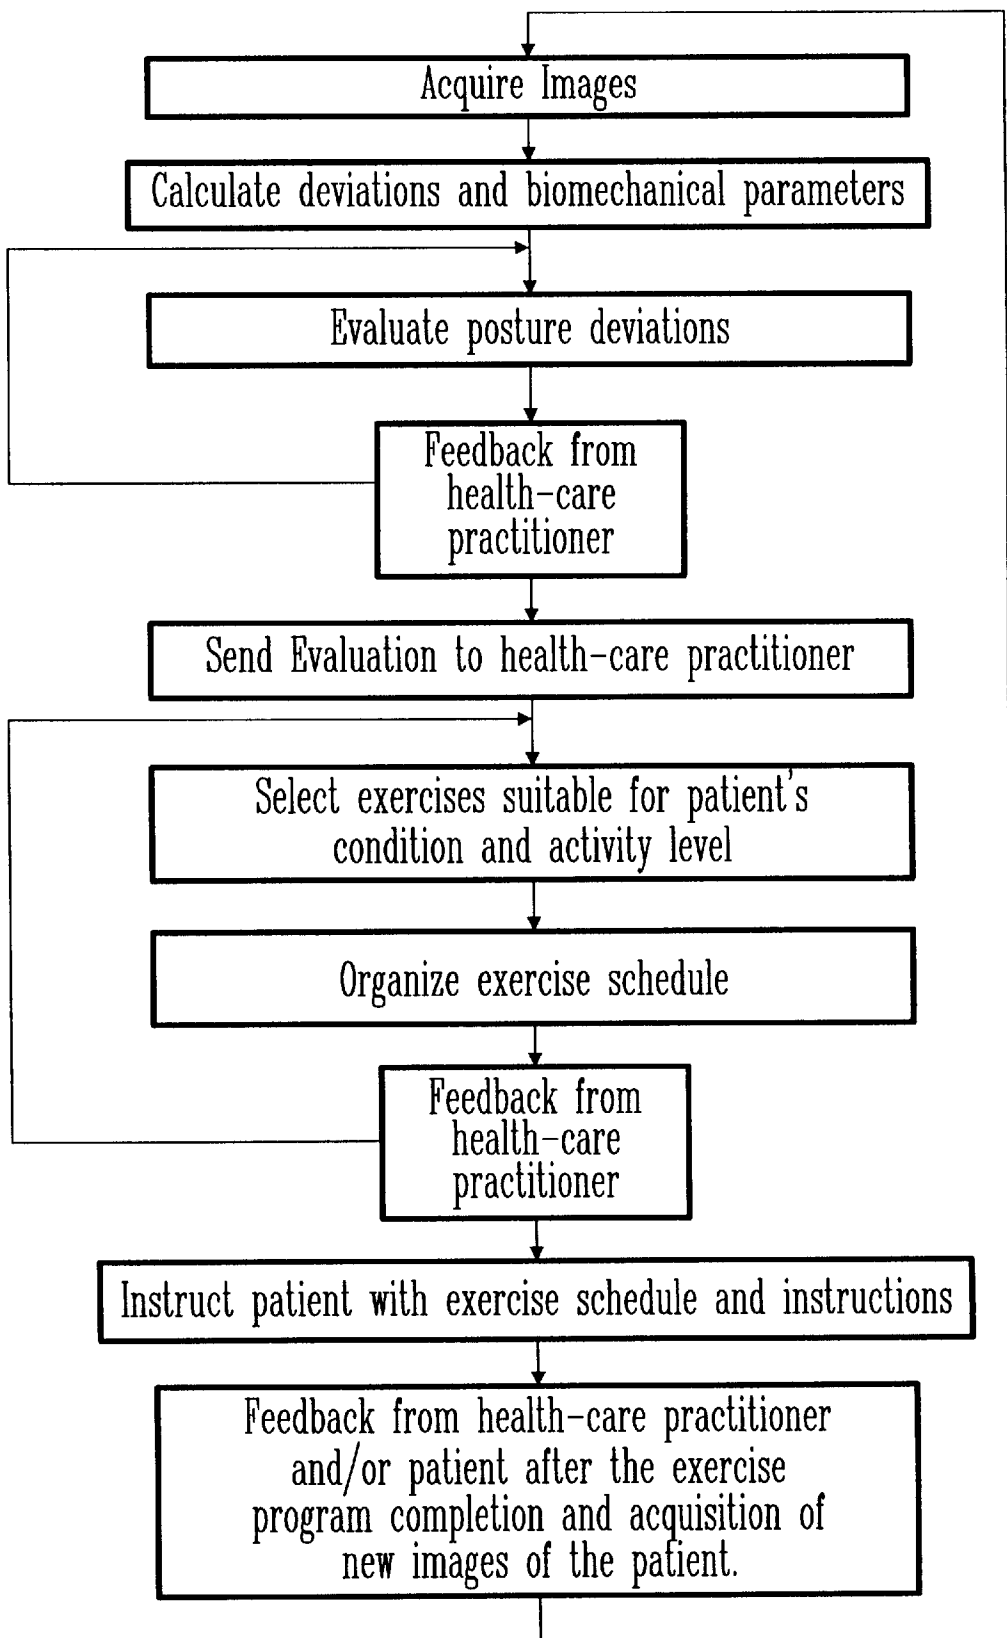 Acquire Images
Calculate deviations and biomechanical parameters
Evaluate posture deviations
Feedback from
health-care
practitioner
Send Evaluation to health-care practitioner
Select exercises suitable for patient's
condition and activity level
Organize exercise schedule
Feedback from
health-care
practitioner
Instruct patient with exercise schedule and instructions
Feedback from health-care practitioner
and/or patient after the exercise
program completion and acquisition of
new images of the patient.